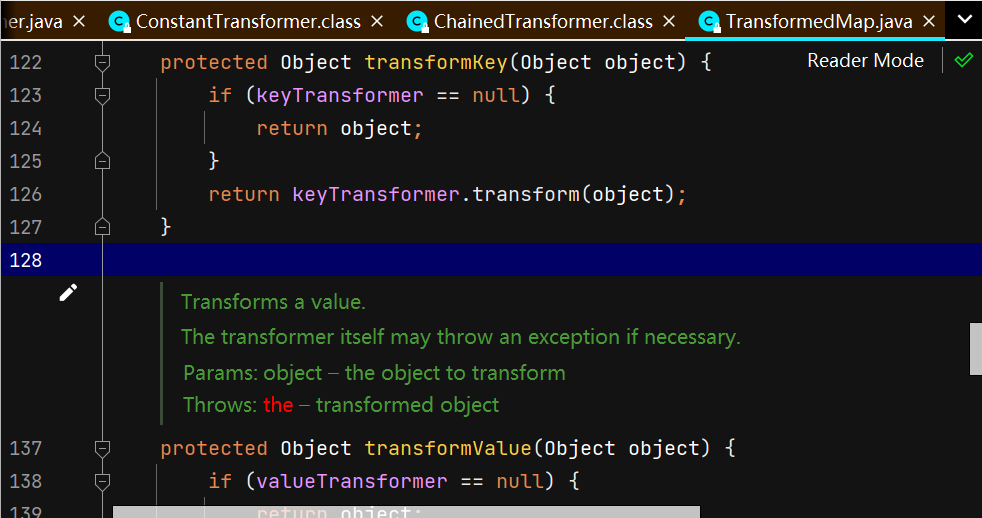 er.java × ConstantTransformer.class × ChainedTransformer.class × TransformedMap.java ×
Reader Mode
122 protected Object transformKey(Object object) {
123 if (keyTransformer == null) {
124 return object;
125 }
126 return keyTransformer.transform(object);
127 }
128
Transforms a value.
The transformer itself may throw an exception if necessary.
Params: object – the object to transform
Throws: the – transformed object
137 protected Object transformValue(Object object) {
138 if (valueTransformer == null) {
139 return object;